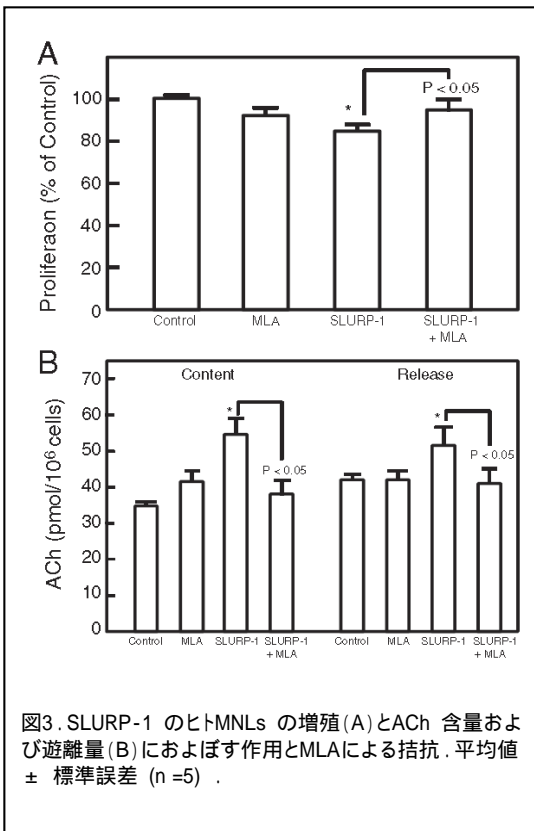 A
P < 0.05
*
100
80
60
40
20
0
Proliferaon (% of Control)
Control MLA SLURP-1 SLURP-1
+ MLA
B
Content Release
70
60
50
40
30
20
10
0
ACh (pmol/10⁶ cells)
* *
P < 0.05 P < 0.05
Control MLA SLURP-1 SLURP-1 Control MLA SLURP-1 SLURP-1
+ MLA + MLA
図3.SLURP-1 のヒトMNLs の増殖(A)とACh 含量およ
び遊離量(B)におよぼす作用とMLAによる拮抗.平均値
± 標準誤差 (n =5) .